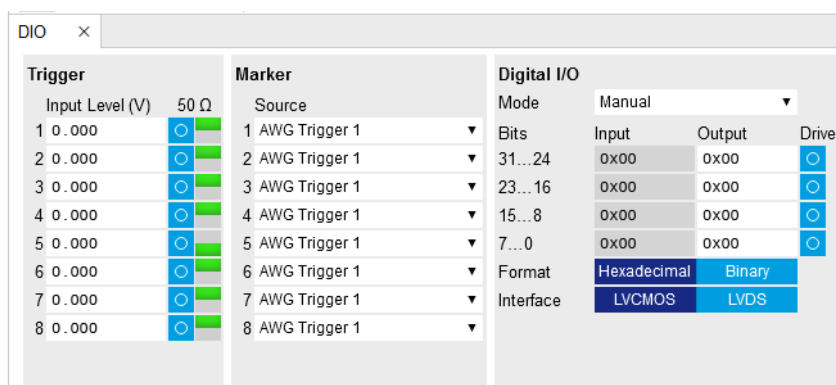 DIO ×
Trigger
Input Level (V) 50 Ω
1 0.000
2 0.000
3 0.000
4 0.000
5 0.000
6 0.000
7 0.000
8 0.000
Marker
Source
1 AWG Trigger 1
2 AWG Trigger 1
3 AWG Trigger 1
4 AWG Trigger 1
5 AWG Trigger 1
6 AWG Trigger 1
7 AWG Trigger 1
8 AWG Trigger 1
Digital I/O
Mode Manual
Bits Input Output Drive
31...24 0x00 0x00
23...16 0x00 0x00
15...8 0x00 0x00
7...0 0x00 0x00
Format Hexadecimal Binary
Interface LVCMOS LVDS